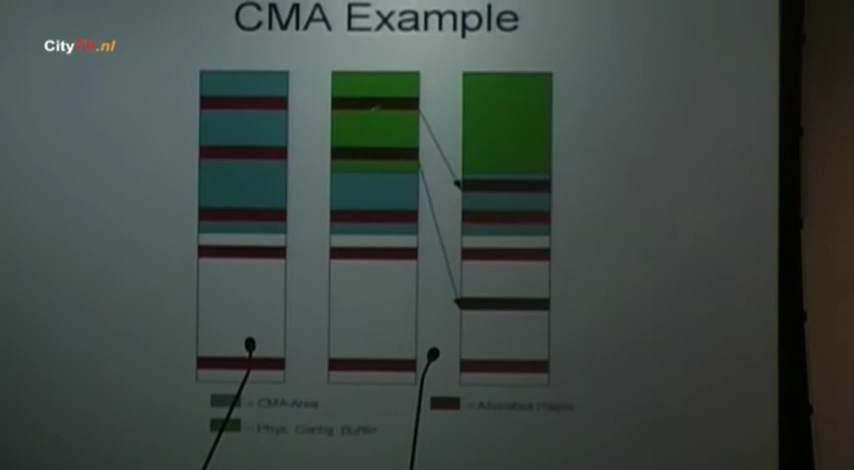 CMA Example
CityTV.nl
= CMA Area
= Allocated Pages
= Phys. Contig. Buffer